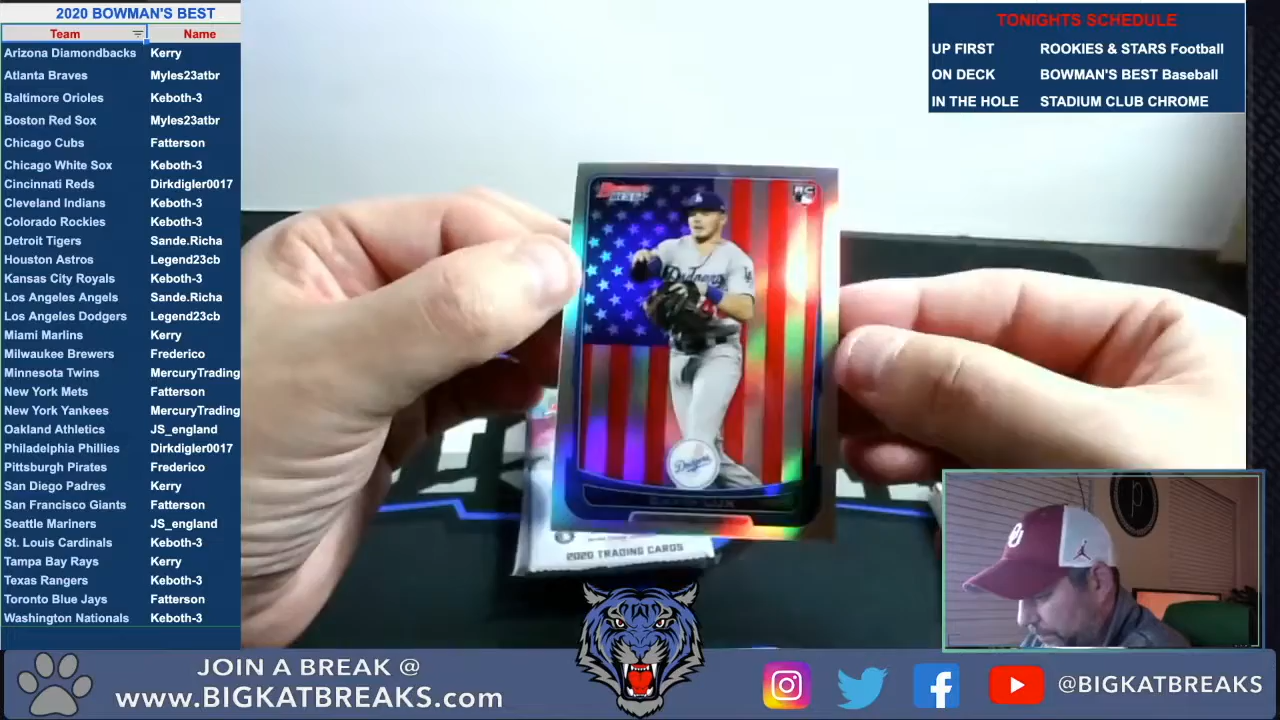 2020 BOWMAN'S BEST
Team Name
Arizona Diamondbacks Kerry
Atlanta Braves Myles23atbr
Baltimore Orioles Keboth-3
Boston Red Sox Myles23atbr
Chicago Cubs Fatterson
Chicago White Sox Keboth-3
Cincinnati Reds Dirkdigler0017
Cleveland Indians Keboth-3
Colorado Rockies Keboth-3
Detroit Tigers Sande.Richa
Houston Astros Legend23cb
Kansas City Royals Keboth-3
Los Angeles Angels Sande.Richa
Los Angeles Dodgers Legend23cb
Miami Marlins Kerry
Milwaukee Brewers Frederico
Minnesota Twins MercuryTrading
New York Mets Fatterson
New York Yankees MercuryTrading
Oakland Athletics JS_england
Philadelphia Phillies Dirkdigler0017
Pittsburgh Pirates Frederico
San Diego Padres Kerry
San Francisco Giants Fatterson
Seattle Mariners JS_england
St. Louis Cardinals Keboth-3
Tampa Bay Rays Kerry
Texas Rangers Keboth-3
Toronto Blue Jays Fatterson
Washington Nationals Keboth-3
TONIGHTS SCHEDULE
UP FIRST ROOKIES & STARS Football
ON DECK BOWMAN'S BEST Baseball
IN THE HOLE STADIUM CLUB CHROME
RC
LA
Dodgers
Dodgers
2020 TRADING CARDS
OU
P
JOIN A BREAK @
www.BIGKATBREAKS.com
@BIGKATBREAKS